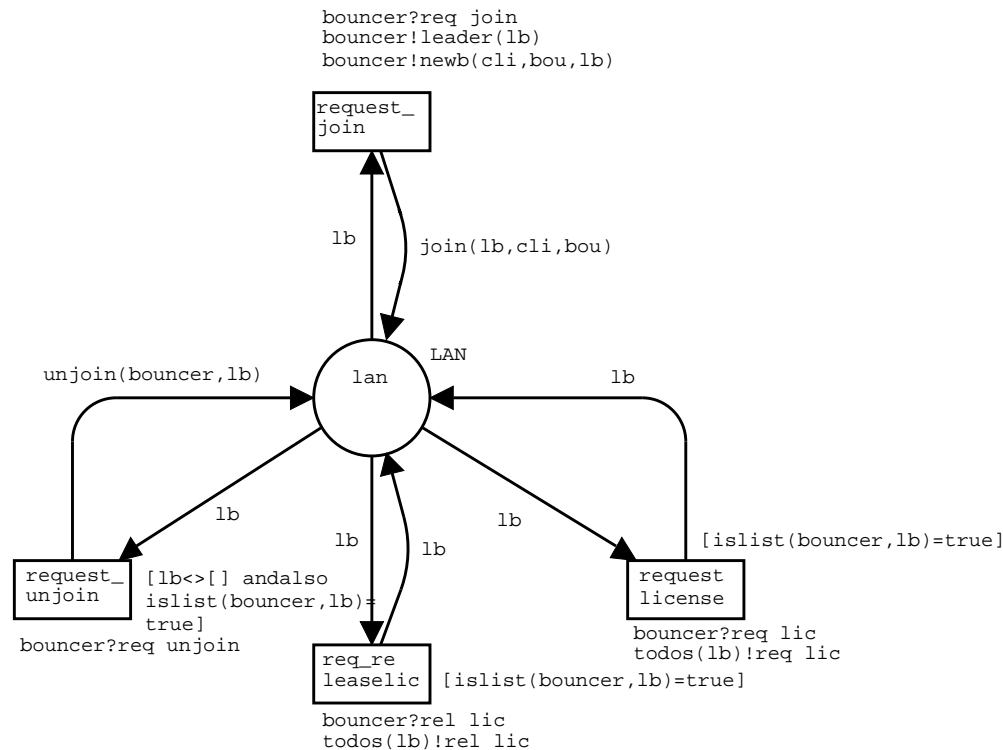 bouncer?req join
bouncer!leader(lb)
bouncer!newb(cli,bou,lb)
request_
join
lb
join(lb,cli,bou)
LAN
lan
unjoin(bouncer,lb)
lb
lb
lb
lb
lb
[islist(bouncer,lb)=true]
request_
unjoin
[lb<>[] andalso
islist(bouncer,lb)=
true]
bouncer?req unjoin
request
license
bouncer?req lic
todos(lb)!req lic
req_re
leaselic
[islist(bouncer,lb)=true]
bouncer?rel lic
todos(lb)!rel lic